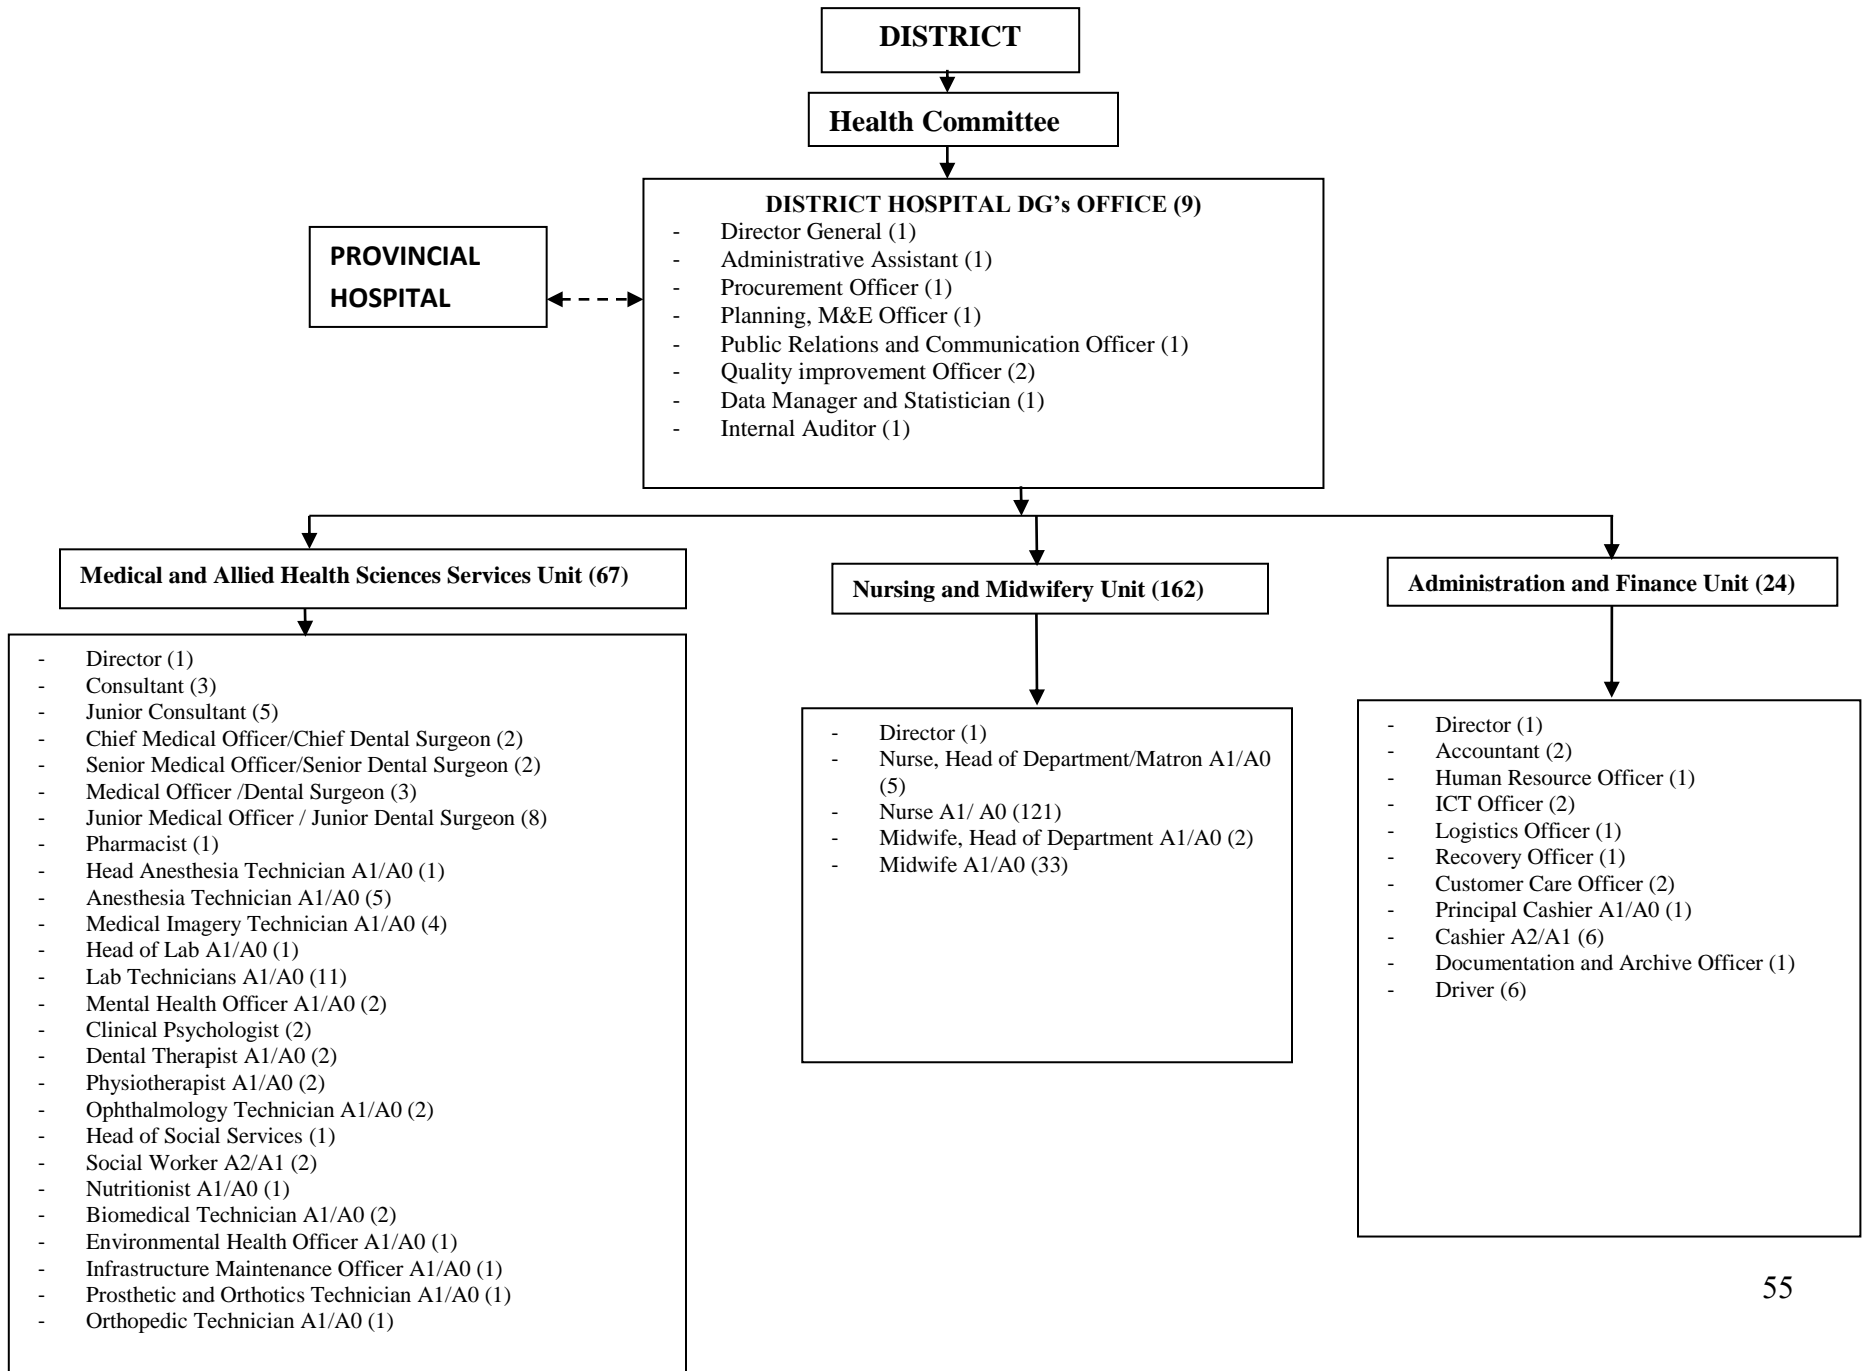 DISTRICT
Health Committee
DISTRICT HOSPITAL DG's OFFICE (9)
- Director General (1)
- Administrative Assistant (1)
- Procurement Officer (1)
- Planning, M&E Officer (1)
- Public Relations and Communication Officer (1)
- Quality improvement Officer (2)
- Data Manager and Statistician (1)
- Internal Auditor (1)
PROVINCIAL
HOSPITAL
Medical and Allied Health Sciences Services Unit (67)
- Director (1)
- Consultant (3)
- Junior Consultant (5)
- Chief Medical Officer/Chief Dental Surgeon (2)
- Senior Medical Officer/Senior Dental Surgeon (2)
- Medical Officer /Dental Surgeon (3)
- Junior Medical Officer / Junior Dental Surgeon (8)
- Pharmacist (1)
- Head Anesthesia Technician A1/A0 (1)
- Anesthesia Technician A1/A0 (5)
- Medical Imagery Technician A1/A0 (4)
- Head of Lab A1/A0 (1)
- Lab Technicians A1/A0 (11)
- Mental Health Officer A1/A0 (2)
- Clinical Psychologist (2)
- Dental Therapist A1/A0 (2)
- Physiotherapist A1/A0 (2)
- Ophthalmology Technician A1/A0 (2)
- Head of Social Services (1)
- Social Worker A2/A1 (2)
- Nutritionist A1/A0 (1)
- Biomedical Technician A1/A0 (2)
- Environmental Health Officer A1/A0 (1)
- Infrastructure Maintenance Officer A1/A0 (1)
- Prosthetic and Orthotics Technician A1/A0 (1)
- Orthopedic Technician A1/A0 (1)
Nursing and Midwifery Unit (162)
- Director (1)
- Nurse, Head of Department/Matron A1/A0
(5)
- Nurse A1/ A0 (121)
- Midwife, Head of Department A1/A0 (2)
- Midwife A1/A0 (33)
Administration and Finance Unit (24)
- Director (1)
- Accountant (2)
- Human Resource Officer (1)
- ICT Officer (2)
- Logistics Officer (1)
- Recovery Officer (1)
- Customer Care Officer (2)
- Principal Cashier A1/A0 (1)
- Cashier A2/A1 (6)
- Documentation and Archive Officer (1)
- Driver (6)
55